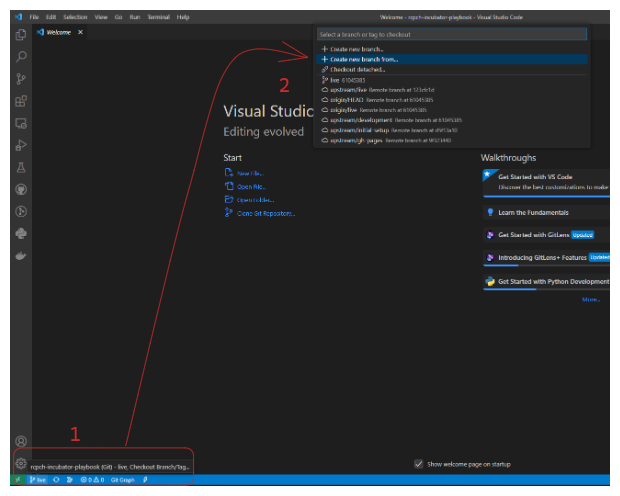 File Edit Selection View Go Run Terminal Help
Welcome - rcpch-incubator-playbook - Visual Studio Code
Welcome
Select a branch or tag to checkout
Create new branch...
Create new branch from...
Checkout detached...
live 61045385
upstream/live Remote branch at
origin/HEAD Remote branch at 61045385
origin/live Remote branch at 61045385
upstream/development Remote branch at 61045385
upstream/initial-setup Remote branch at
upstream/gh-pages Remote branch at
2
Visual Studio
Editing evolved
Start
New File...
Open File...
Open Folder...
Clone Git Repository...
Walkthroughs
Get Started with VS Code
Discover the best customizations to make
Learn the Fundamentals
Get Started with GitLens Updated
Introducing GitLens+ Features Updated
Get Started with Python Development
More...
1
rcpch-incubator-playbook (Git) - live, Checkout Branch/Tag...
Show welcome page on startup
live 0 0 Git Graph